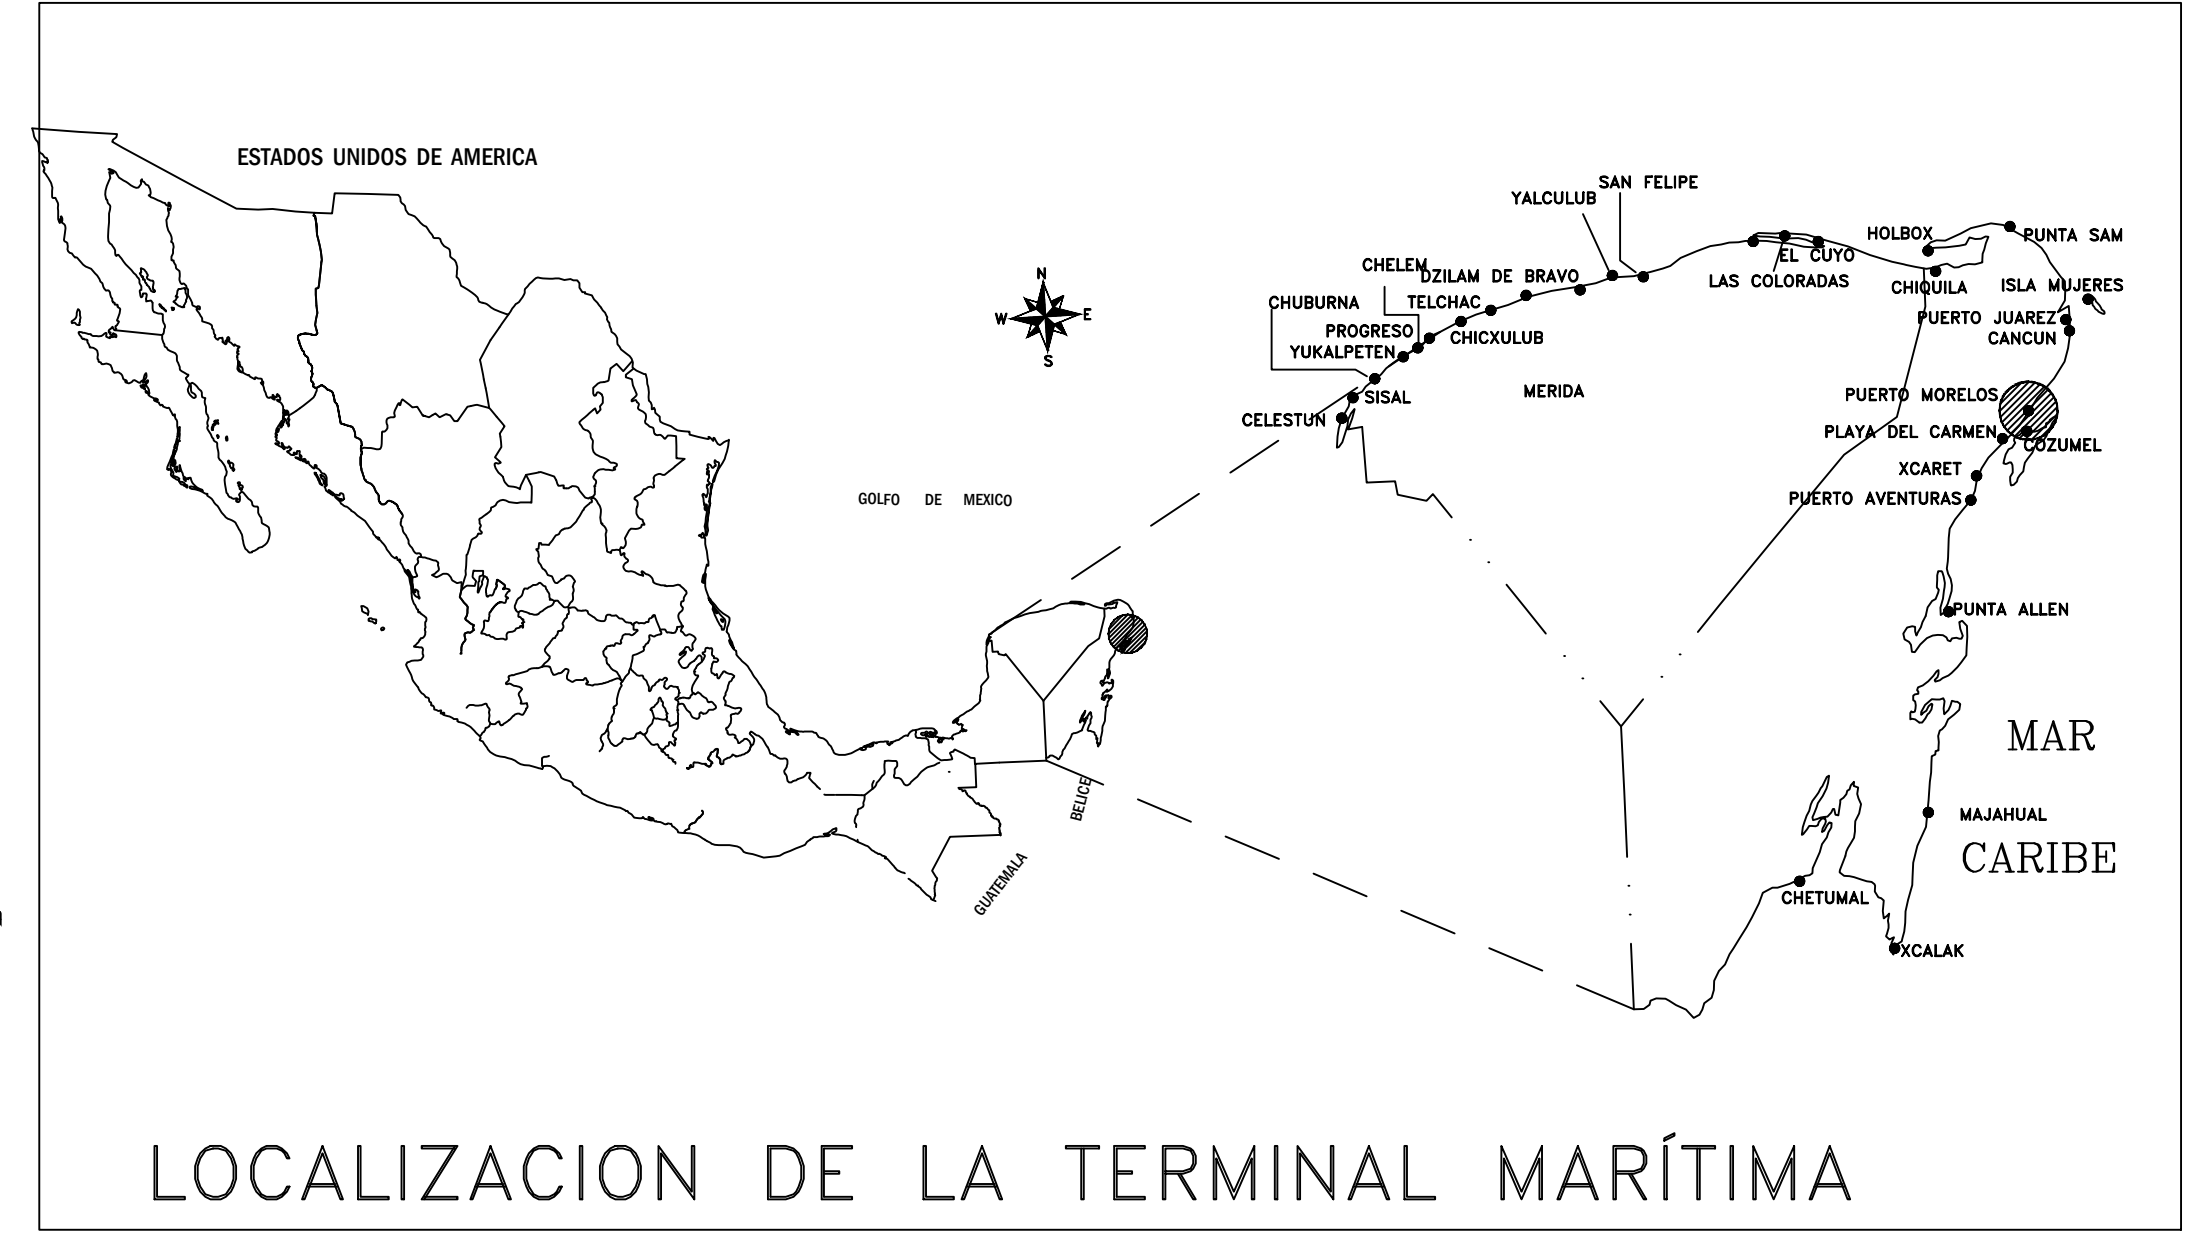 ESTADOS UNIDOS DE AMERICA
N
W
E
S
GOLFO DE MEXICO
BELICE
GUATEMALA
SAN FELIPE
YALCULUB
HOLBOX
PUNTA SAM
EL CUYO
CHELEM
DZILAM DE BRAVO
LAS COLORADAS
CHIQUILA
ISLA MUJERES
CHUBURNA
TELCHAC
PUERTO JUAREZ
PROGRESO
CHICXULUB
CANCUN
YUKALPETEN
MERIDA
PUERTO MORELOS
SISAL
CELESTUN
PLAYA DEL CARMEN
COZUMEL
XCARET
PUERTO AVENTURAS
PUNTA ALLEN
MAR
MAJAHUAL
CARIBE
CHETUMAL
XCALAK
LOCALIZACION DE LA TERMINAL MARÍTIMA